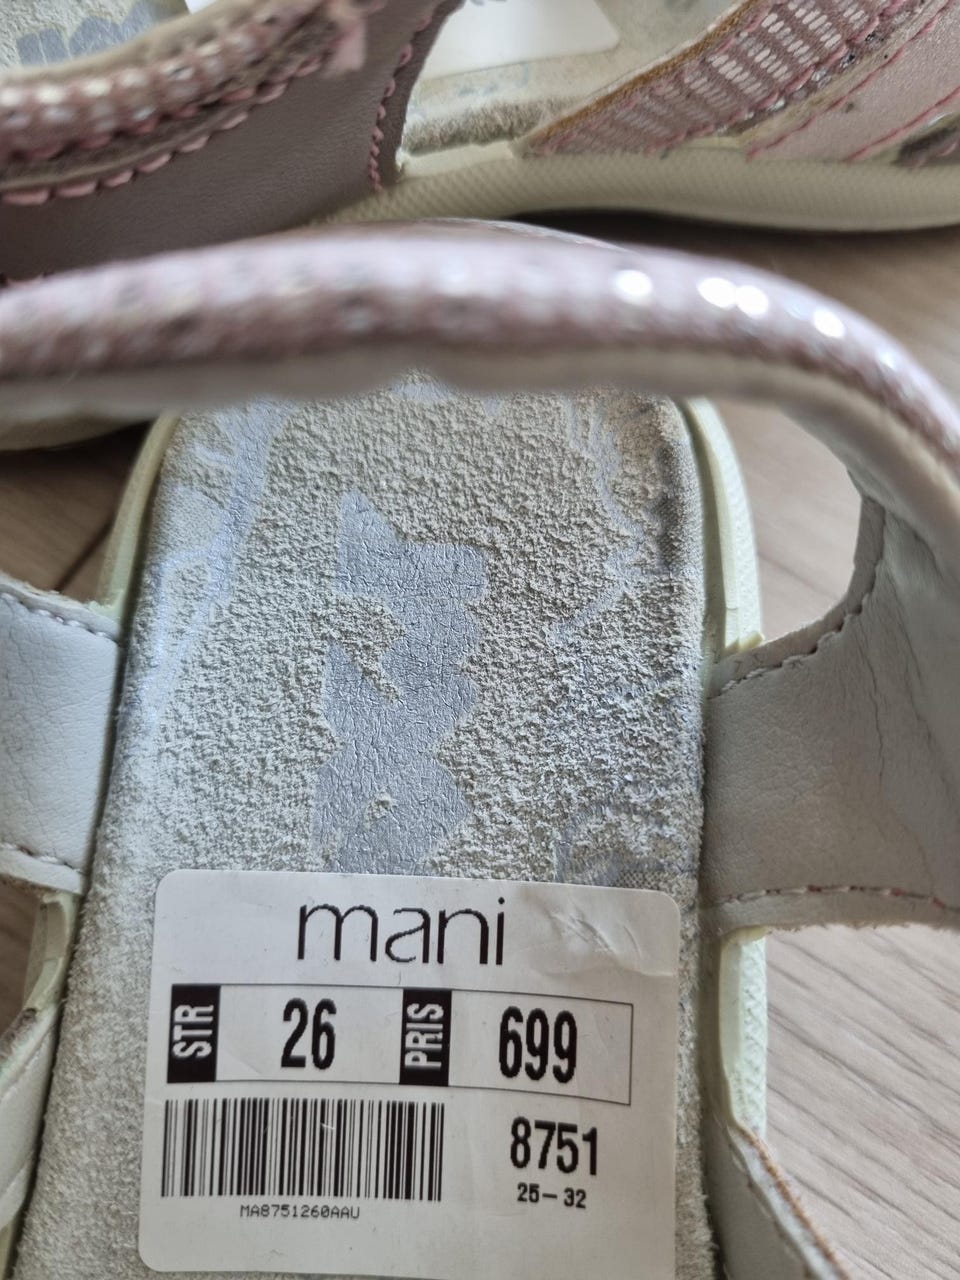 mani
STR 26 PRIS 699
8751
25-32
MA8751260AAU